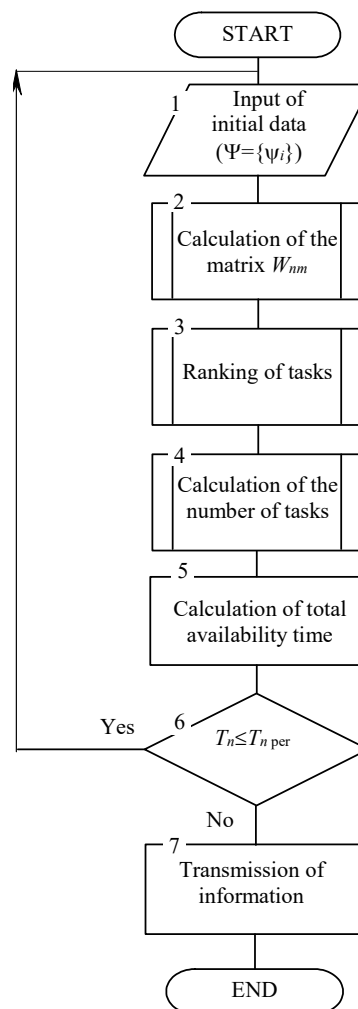 START
1
Input of
initial data
(Ψ={ψi})
2
Calculation of the
matrix Wnm
3
Ranking of tasks
4
Calculation of the
number of tasks
5
Calculation of total
availability time
6
Yes
Tn≤Tn per
No
7
Transmission of
information
END